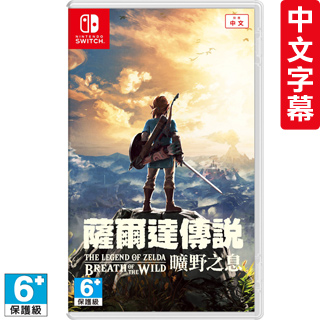 NINTENDO
SWITCH
中文
中文字幕
薩爾達傳說
THE LEGEND OF ZELDA
BREATH OF THE WILD
曠野之息
6+
保護級
6+
保護級